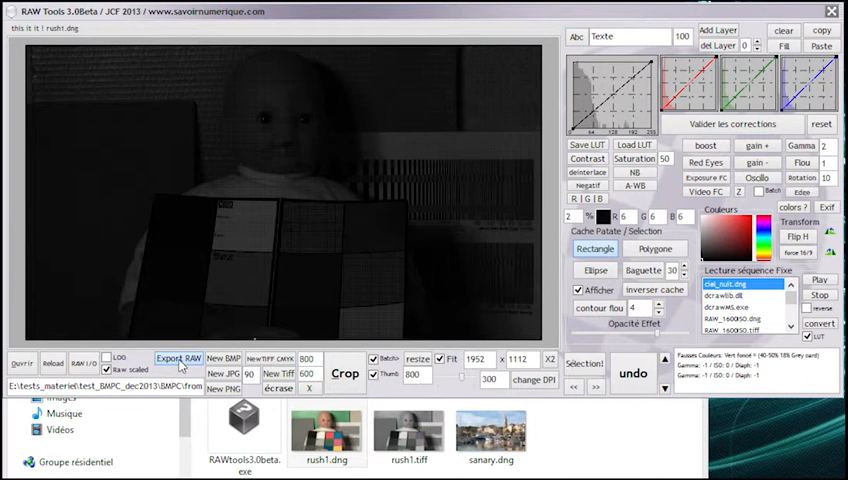 RAW Tools 3.0Beta / JCF 2013 / www.savoirnumerique.com
this it it ! rush1.dng
Abc Texte 100
Add Layer clear copy
del Layer 0 Fill Paste
0 64 128 192 255
Valider les corrections reset
Save LUT Load LUT
Contrast Saturation 50
deinterlace NB
Negatif A-WB
R | G | B
boost gain + Gamma 2
Red Eyes gain - Flou 1
Exposure FC Oscillo Rotation 10
Video FC Z Batch Edge
2 % R 6 G 6 B 6
Couleurs
colors ? Exif
Transform
Flip H
force 16/9
Cache Patate / Selection
Rectangle Polygone
Ellipse Baguette 30
Afficher inverser cache
contour flou 4
Opacité Effet
Lecture séquence Fixe
ciel_nuit.dng
dcrawlib.dll
dcrawMS.exe
RAW_1600ISO.dng
RAW_1600ISO.tiff
Play
Stop
reverse
convert
LUT
Ouvrir Reload RAW I/O
LOG
Raw scaled
Export RAW New BMP NewTIFF CMYK 800
New JPG 90 New Tiff 600
New PNG écrase X
Crop
Batch> resize Fit 1952 x 1112 X2
Thumb 800 300 change DPI
E:\tests_materiel\test_BMPC_dec2013\BMPC\from
Sélection!
<< >>
undo
Fausses Couleurs: Vert foncé = (40-50% 18% Grey card)
Gamma: -1 / ISO: 0 / Diaph: -1
Gamma: -1 / ISO: 0 / Diaph: -1
Images
Musique
Vidéos
Groupe résidentiel
RAWtools3.0beta.
exe
rush1.dng
rush1.tiff
sanary.dng